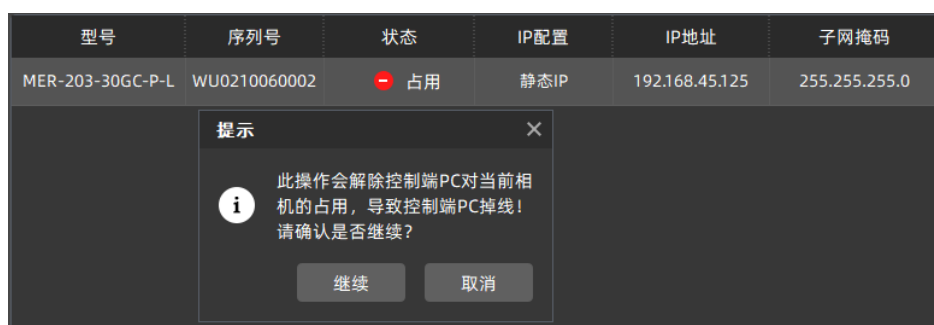 型号 序列号 状态 IP配置 IP地址 子网掩码
MER-203-30GC-P-L WU0210060002 占用 静态IP 192.168.45.125 255.255.255.0
提示
此操作会解除控制端PC对当前相
机的占用，导致控制端PC掉线！
请确认是否继续？
继续 取消